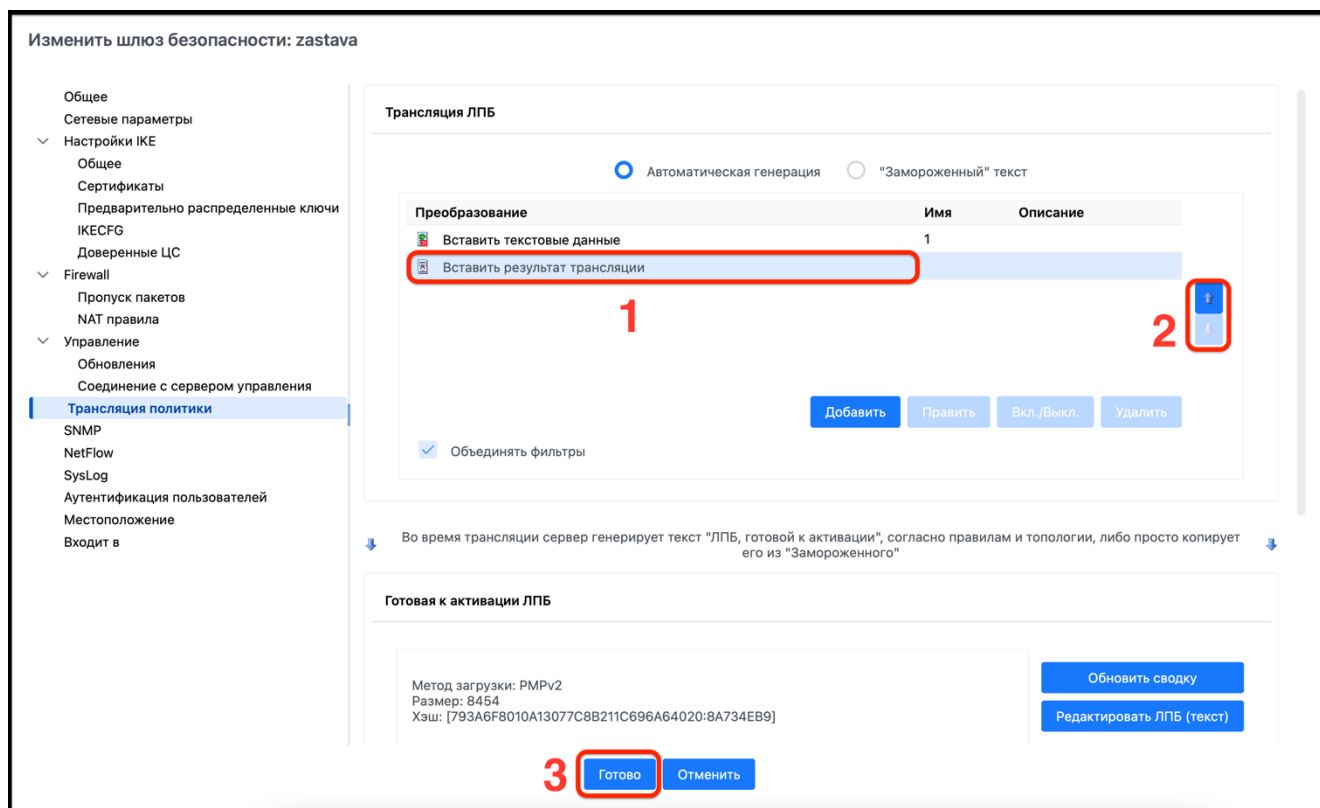 Изменить шлюз безопасности: zastava
Общее
Сетевые параметры
Настройки IKE
Общее
Сертификаты
Предварительно распределенные ключи
IKECFG
Доверенные ЦС
Firewall
Пропуск пакетов
NAT правила
Управление
Обновления
Соединение с сервером управления
Трансляция политики
SNMP
NetFlow
SysLog
Аутентификация пользователей
Местоположение
Входит в
Трансляция ЛПБ
Автоматическая генерация "Замороженный" текст
Преобразование Имя Описание
Вставить текстовые данные 1
Вставить результат трансляции
1
2
Добавить Править Вкл./Выкл. Удалить
Объединять фильтры
Во время трансляции сервер генерирует текст "ЛПБ, готовой к активации", согласно правилам и топологии, либо просто копирует
его из "Замороженного"
Готовая к активации ЛПБ
Метод загрузки: PMPv2
Размер: 8454
Хэш: [793A6F8010A13077C8B211C696A64020:8A734EB9]
Обновить сводку
Редактировать ЛПБ (текст)
3 Готово Отменить